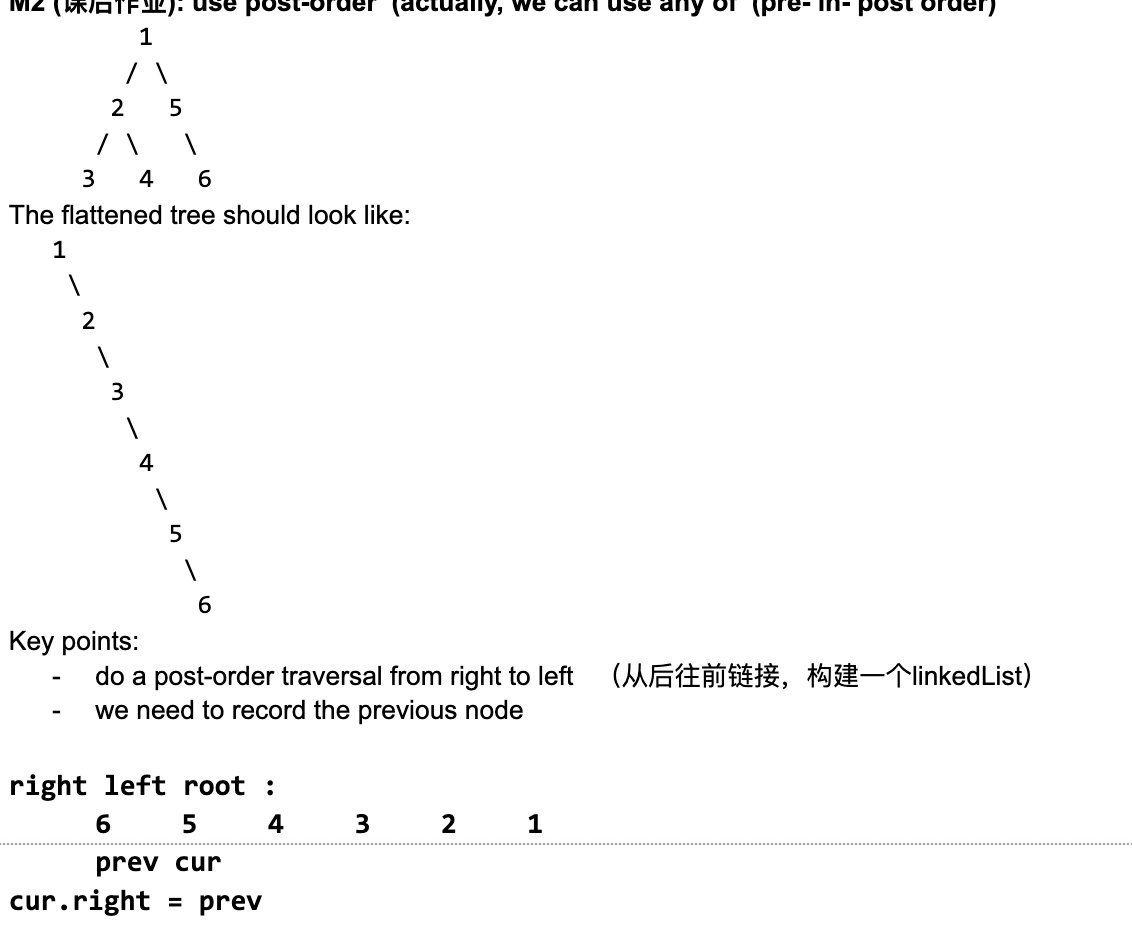 M2 (课后作业): use post-order (actually, we can use any of (pre- in- post order)
1
/ \
2 5
/ \ \
3 4 6
The flattened tree should look like:
1
\
2
\
3
\
4
\
5
\
6
Key points:
- do a post-order traversal from right to left （从后往前链接，构建一个linkedList）
- we need to record the previous node
right left root :
6 5 4 3 2 1
prev cur
cur.right = prev